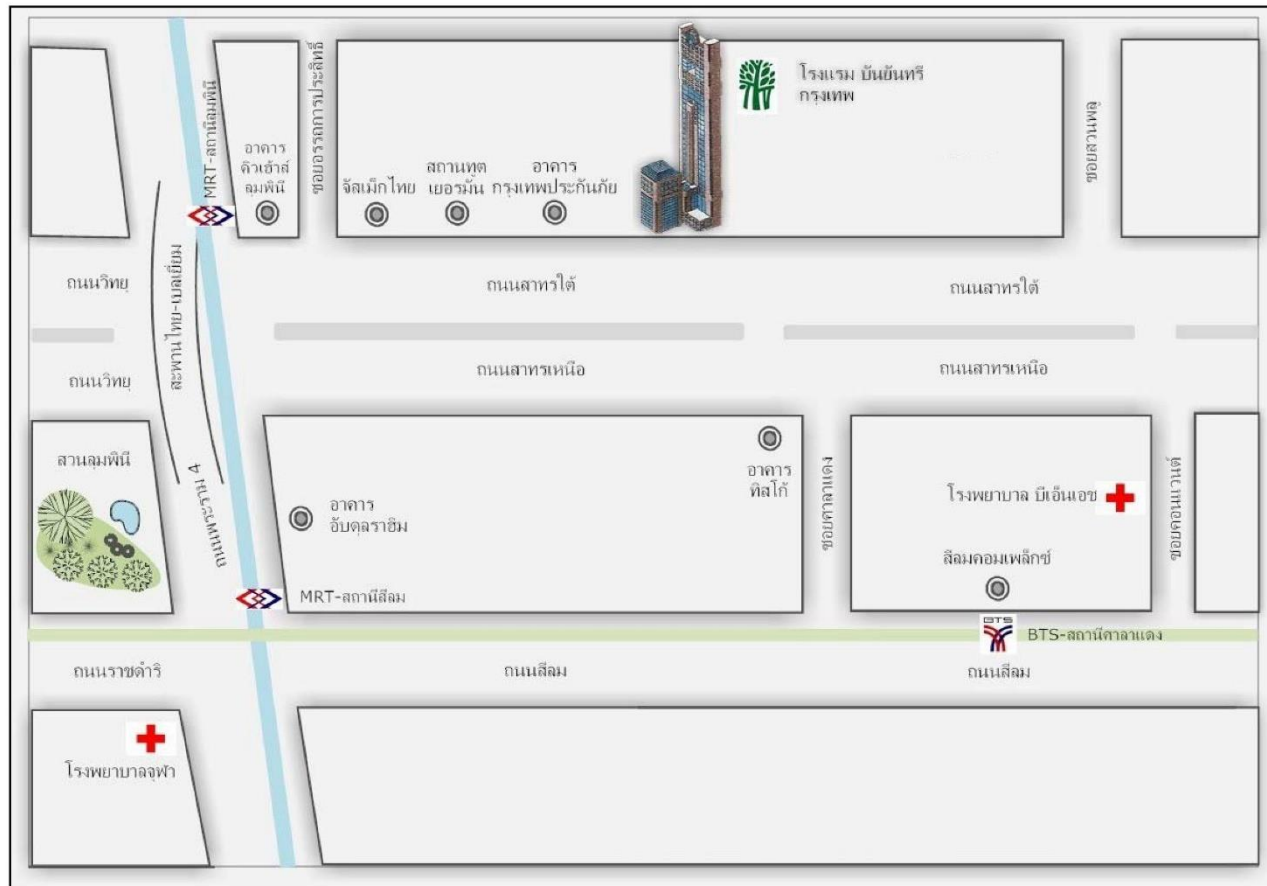 MRT-สถานีลุมพินี
อาคาร
คิวเฮ้าส์
ลุมพินี
ซอยอรรถการประสิทธิ์
จัสเม็กไทย
สถานทูต
เยอรมัน
อาคาร
กรุงเทพประกันภัย
โรงแรม บันยันทรี
กรุงเทพ
ซอยสวนพลู
ถนนวิทยุ
สะพาน ไทย-เบลเยี่ยม
ถนนสาทรใต้
ถนนสาทรใต้
ถนนวิทยุ
ถนนสาทรเหนือ
ถนนสาทรเหนือ
สวนลุมพินี
ถนนพระราม 4
อาคาร
อับดุลราฮิม
อาคาร
ทิสโก้
ซอยศาลาแดง
โรงพยาบาล บีเอ็นเอช
ซอยคอนแวนต์
สีลมคอมเพล็กซ์
MRT-สถานีสีลม
BTS
BTS-สถานีศาลาแดง
ถนนราชดำริ
ถนนสีลม
ถนนสีลม
โรงพยาบาลจุฬา